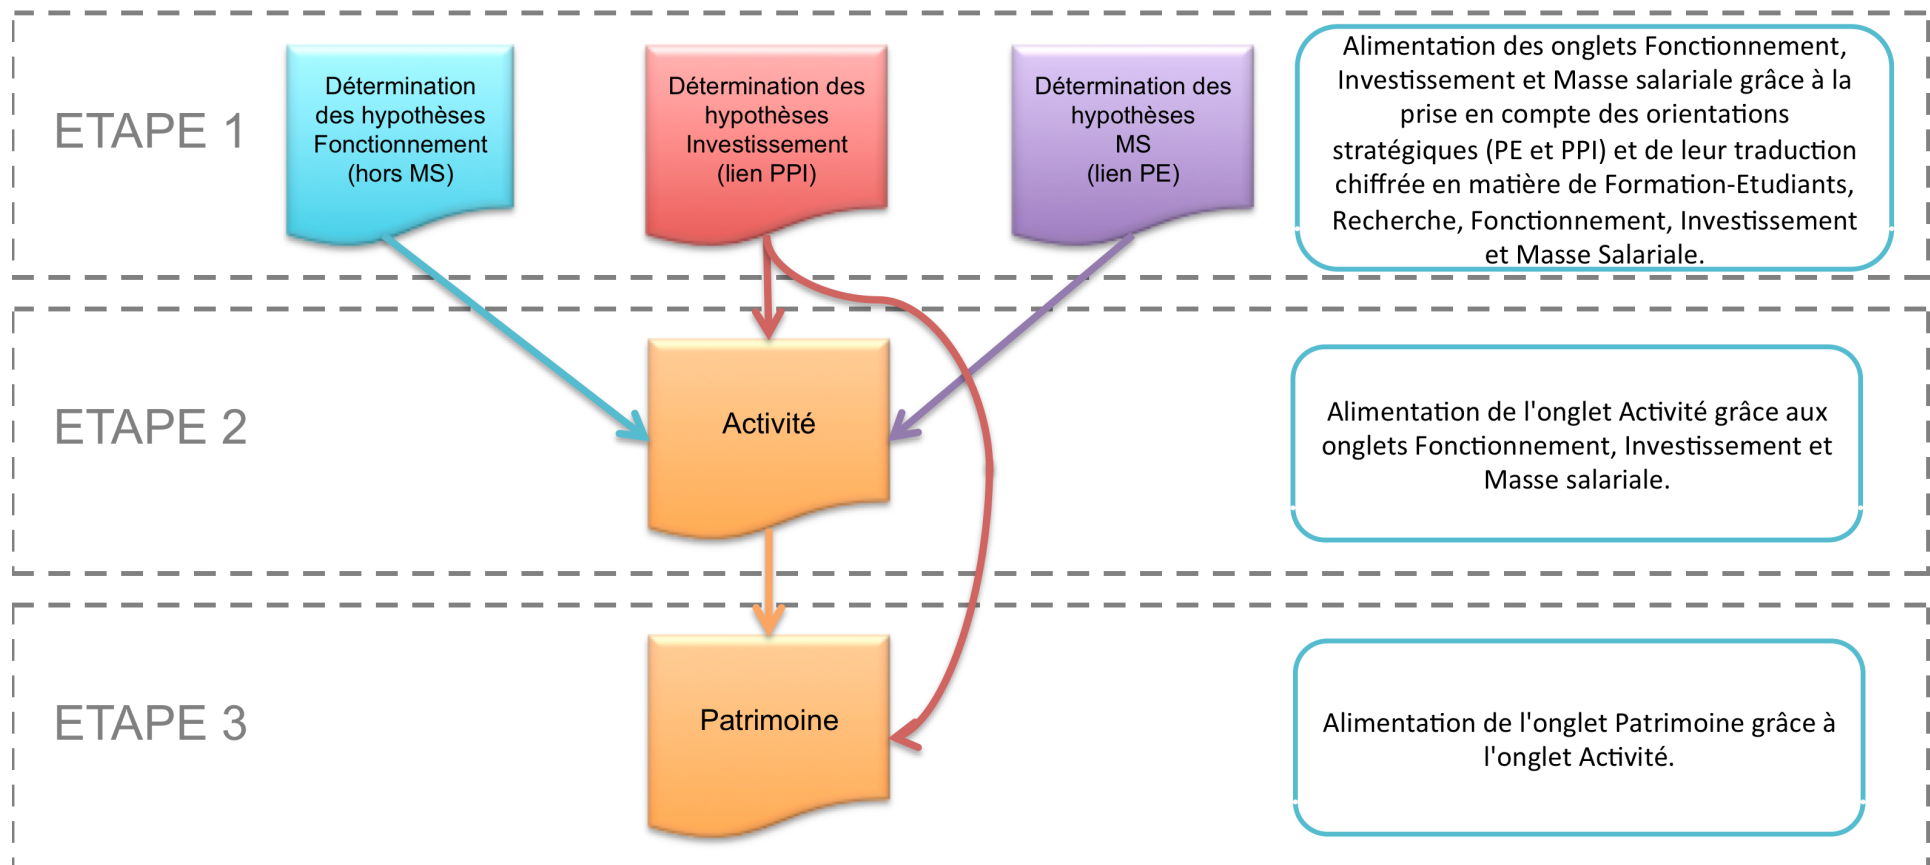 ETAPE 1
Détermination
des hypothèses
Fonctionnement
(hors MS)
Détermination des
hypothèses
Investissement
(lien PPI)
Détermination des
hypothèses
MS
(lien PE)
Alimentation des onglets Fonctionnement,
Investissement et Masse salariale grâce à la
prise en compte des orientations
stratégiques (PE et PPI) et de leur traduction
chiffrée en matière de Formation-Etudiants,
Recherche, Fonctionnement, Investissement
et Masse Salariale.
ETAPE 2
Activité
Alimentation de l'onglet Activité grâce aux
onglets Fonctionnement, Investissement et
Masse salariale.
ETAPE 3
Patrimoine
Alimentation de l'onglet Patrimoine grâce à
l'onglet Activité.